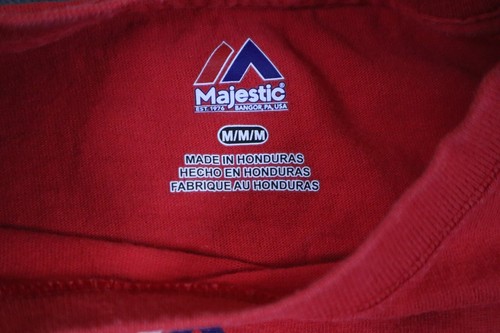 Majestic®
EST. 1976 BANGOR, PA, USA
M/M/M
MADE IN HONDURAS
HECHO EN HONDURAS
FABRIQUE AU HONDURAS